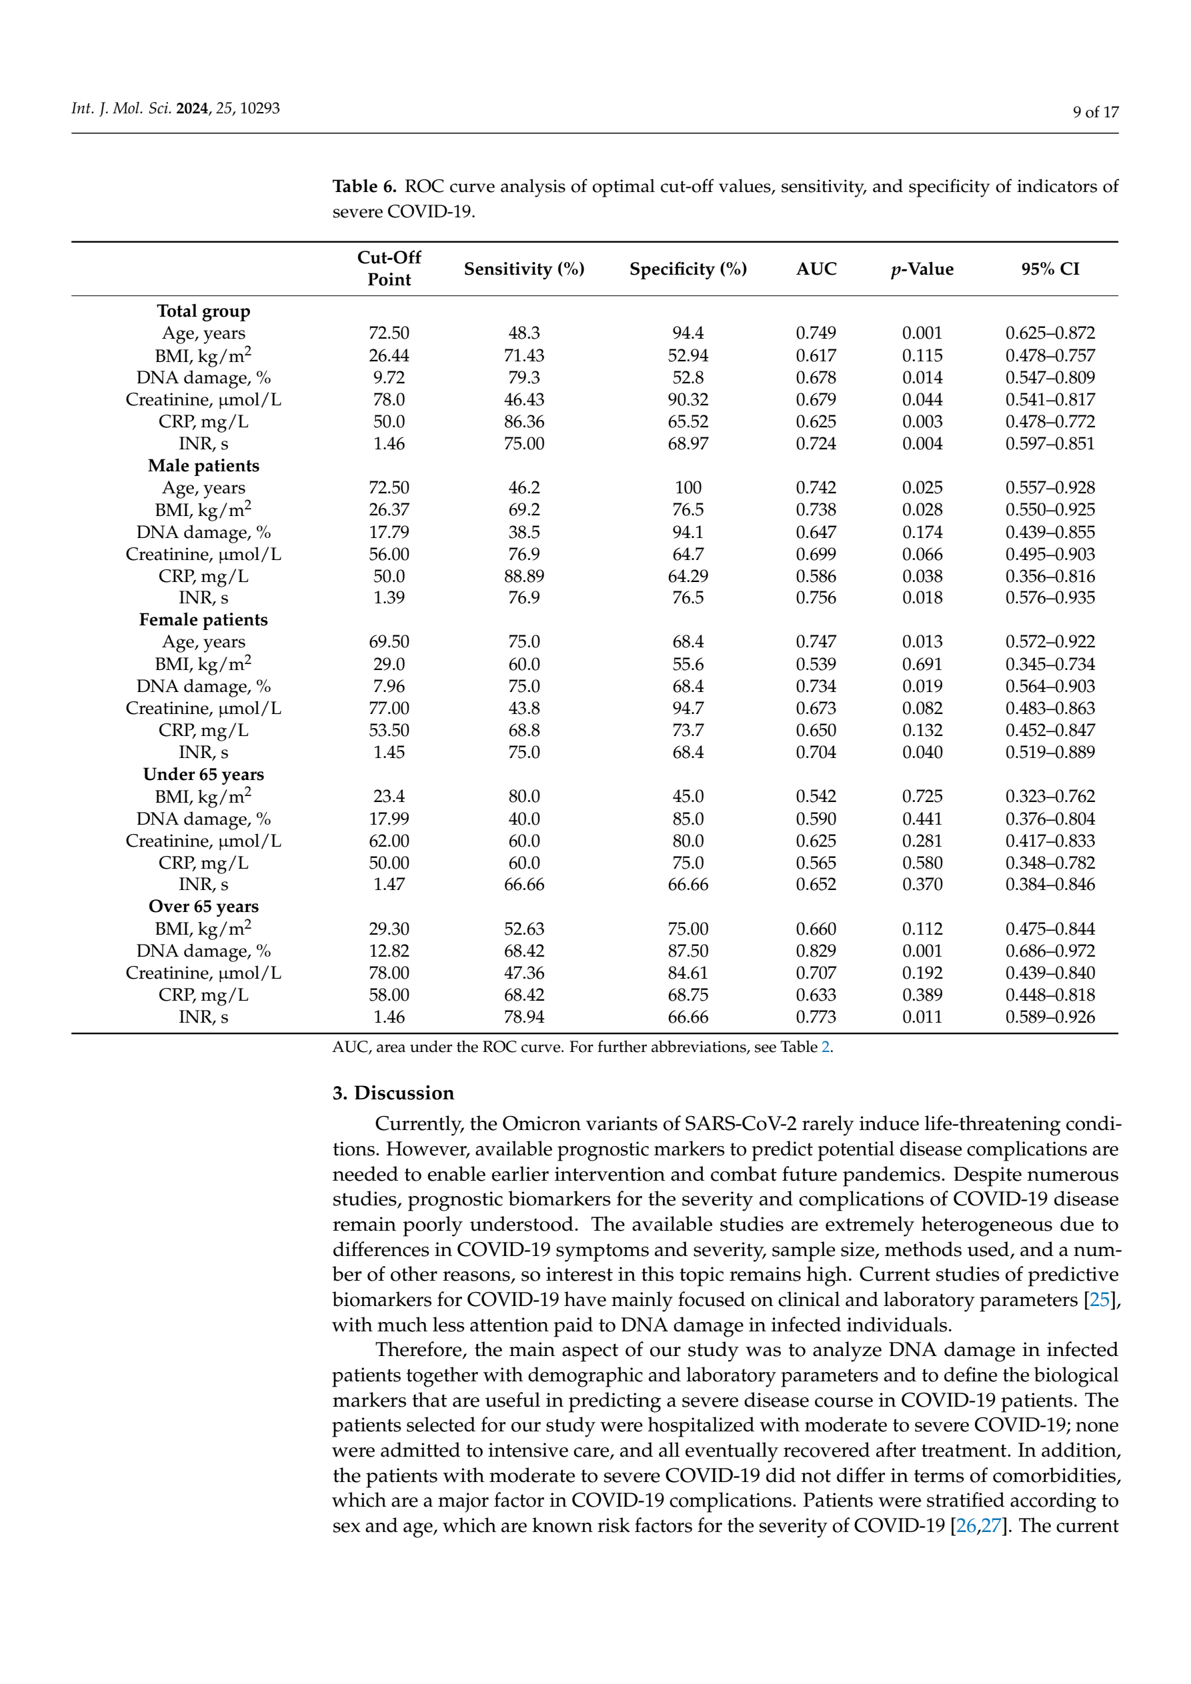 Int. J. Mol. Sci. 2024, 25, 10293
9 of 17
Table 6. ROC curve analysis of optimal cut-off values, sensitivity, and specificity of indicators of
severe COVID-19.
Cut-Off Point Sensitivity (%) Specificity (%) AUC p-Value 95% CI
Total group
Age, years 72.50 48.3 94.4 0.749 0.001 0.625–0.872
BMI, kg/m2 26.44 71.43 52.94 0.617 0.115 0.478–0.757
DNA damage, % 9.72 79.3 52.8 0.678 0.014 0.547–0.809
Creatinine, µmol/L 78.0 46.43 90.32 0.679 0.044 0.541–0.817
CRP, mg/L 50.0 86.36 65.52 0.625 0.003 0.478–0.772
INR, s 1.46 75.00 68.97 0.724 0.004 0.597–0.851
Male patients
Age, years 72.50 46.2 100 0.742 0.025 0.557–0.928
BMI, kg/m2 26.37 69.2 76.5 0.738 0.028 0.550–0.925
DNA damage, % 17.79 38.5 94.1 0.647 0.174 0.439–0.855
Creatinine, µmol/L 56.00 76.9 64.7 0.699 0.066 0.495–0.903
CRP, mg/L 50.0 88.89 64.29 0.586 0.038 0.356–0.816
INR, s 1.39 76.9 76.5 0.756 0.018 0.576–0.935
Female patients
Age, years 69.50 75.0 68.4 0.747 0.013 0.572–0.922
BMI, kg/m2 29.0 60.0 55.6 0.539 0.691 0.345–0.734
DNA damage, % 7.96 75.0 68.4 0.734 0.019 0.564–0.903
Creatinine, µmol/L 77.00 43.8 94.7 0.673 0.082 0.483–0.863
CRP, mg/L 53.50 68.8 73.7 0.650 0.132 0.452–0.847
INR, s 1.45 75.0 68.4 0.704 0.040 0.519–0.889
Under 65 years
BMI, kg/m2 23.4 80.0 45.0 0.542 0.725 0.323–0.762
DNA damage, % 17.99 40.0 85.0 0.590 0.441 0.376–0.804
Creatinine, µmol/L 62.00 60.0 80.0 0.625 0.281 0.417–0.833
CRP, mg/L 50.00 60.0 75.0 0.565 0.580 0.348–0.782
INR, s 1.47 66.66 66.66 0.652 0.370 0.384–0.846
Over 65 years
BMI, kg/m2 29.30 52.63 75.00 0.660 0.112 0.475–0.844
DNA damage, % 12.82 68.42 87.50 0.829 0.001 0.686–0.972
Creatinine, µmol/L 78.00 47.36 84.61 0.707 0.192 0.439–0.840
CRP, mg/L 58.00 68.42 68.75 0.633 0.389 0.448–0.818
INR, s 1.46 78.94 66.66 0.773 0.011 0.589–0.926
AUC, area under the ROC curve. For further abbreviations, see Table 2.
3. Discussion
Currently, the Omicron variants of SARS-CoV-2 rarely induce life-threatening condi-
tions. However, available prognostic markers to predict potential disease complications are
needed to enable earlier intervention and combat future pandemics. Despite numerous
studies, prognostic biomarkers for the severity and complications of COVID-19 disease
remain poorly understood. The available studies are extremely heterogeneous due to
differences in COVID-19 symptoms and severity, sample size, methods used, and a num-
ber of other reasons, so interest in this topic remains high. Current studies of predictive
biomarkers for COVID-19 have mainly focused on clinical and laboratory parameters [25],
with much less attention paid to DNA damage in infected individuals.
Therefore, the main aspect of our study was to analyze DNA damage in infected
patients together with demographic and laboratory parameters and to define the biological
markers that are useful in predicting a severe disease course in COVID-19 patients. The
patients selected for our study were hospitalized with moderate to severe COVID-19; none
were admitted to intensive care, and all eventually recovered after treatment. In addition,
the patients with moderate to severe COVID-19 did not differ in terms of comorbidities,
which are a major factor in COVID-19 complications. Patients were stratified according to
sex and age, which are known risk factors for the severity of COVID-19 [26,27]. The current